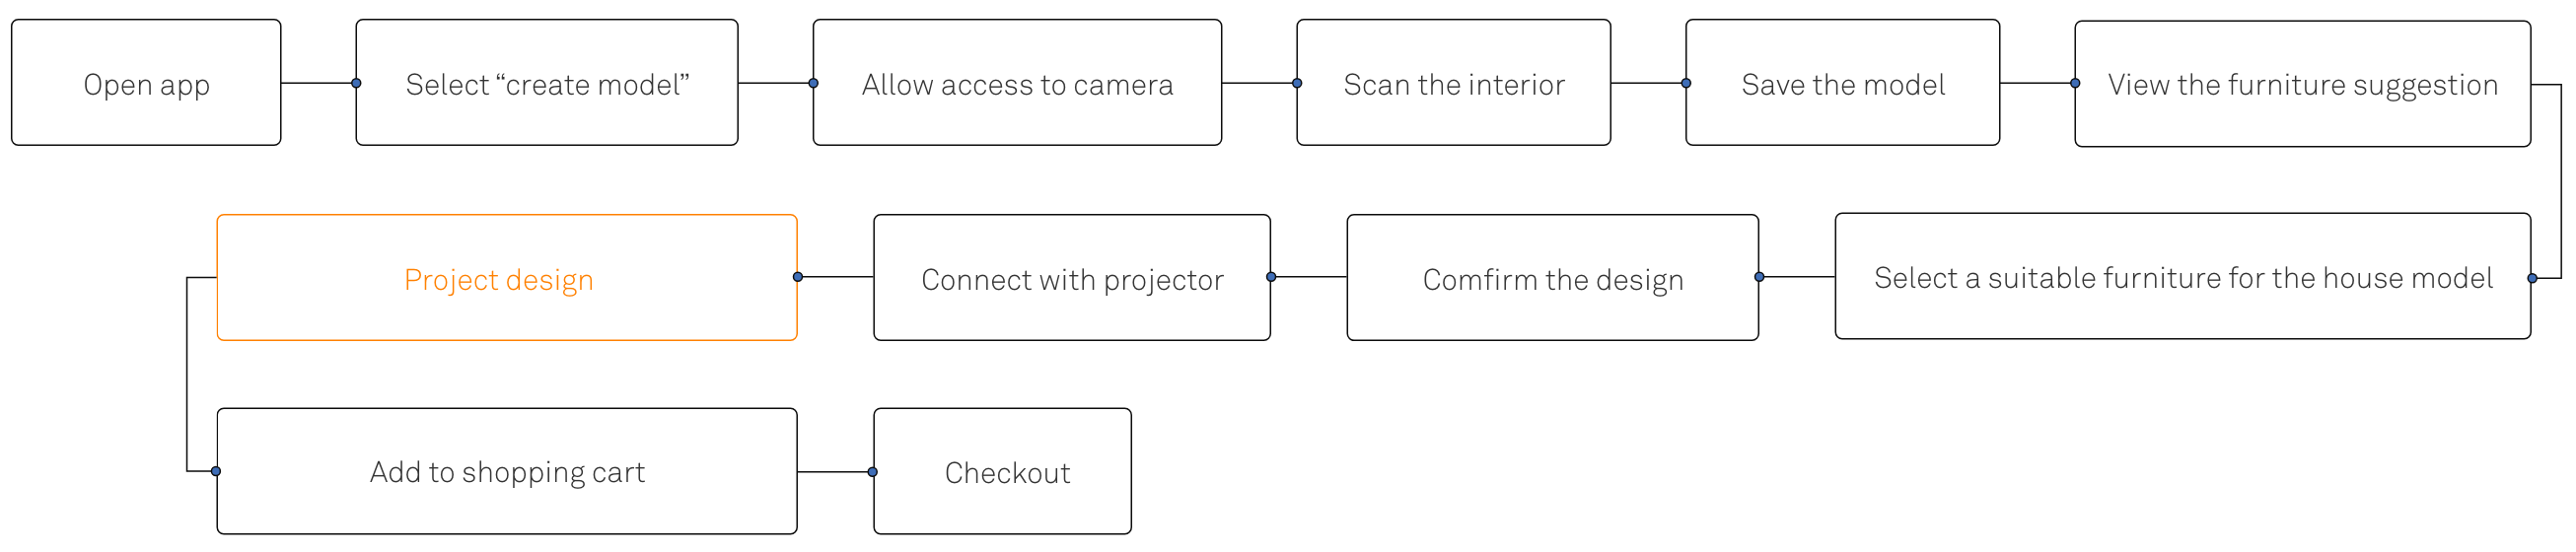 Open app
Select “create model”
Allow access to camera
Scan the interior
Save the model
View the furniture suggestion
Select a suitable furniture for the house model
Comfirm the design
Connect with projector
Project design
Add to shopping cart
Checkout